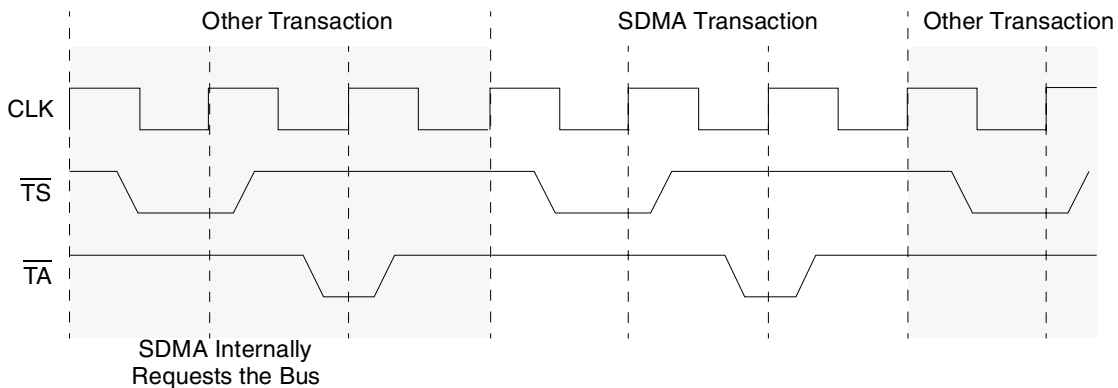 Other Transaction
SDMA Transaction
Other Transaction
CLK
TS
TA
SDMA Internally
Requests the Bus